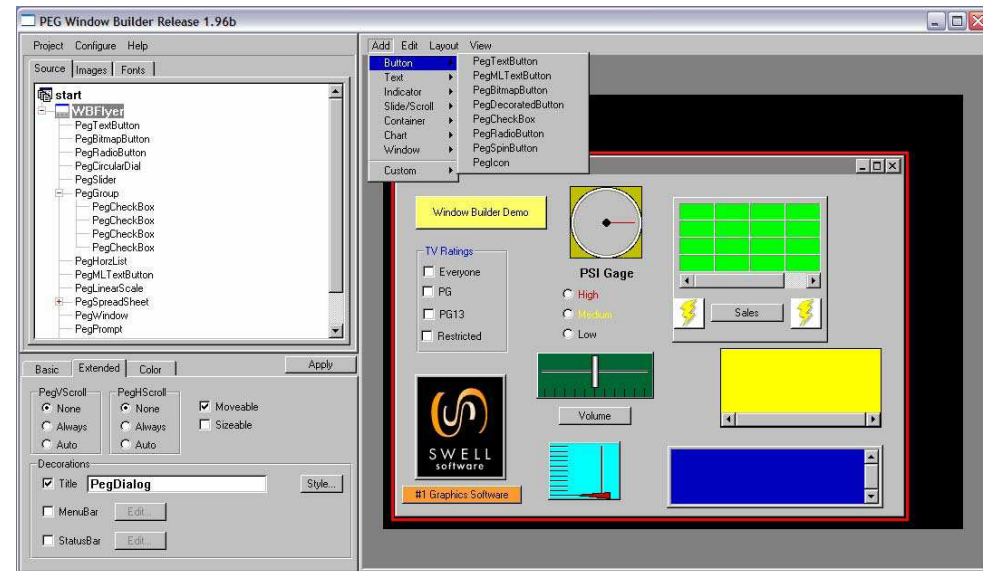 PEG Window Builder Release 1.96b
Project Configure Help
Source Images Fonts
start
WBFlyer
PegTextButton
PegBitmapButton
PegRadioButton
PegCircularDial
PegSlider
PegGroup
PegCheckBox
PegCheckBox
PegCheckBox
PegCheckBox
PegHorzList
PegMLTextButton
PegLinearScale
PegSpreadSheet
PegWindow
PegPrompt
Basic Extended Color Apply
PegVScroll
None
Always
Auto
PegHScroll
None
Always
Auto
Moveable
Sizeable
Decorations
Title PegDialog Style...
MenuBar Edit...
StatusBar Edit...
Add Edit Layout View
Button
Text
Indicator
Slide/Scroll
Container
Chart
Window
Custom
PegTextButton
PegMLTextButton
PegBitmapButton
PegDecoratedButton
PegCheckBox
PegRadioButton
PegSpinButton
PegIcon
Window Builder Demo
TV Ratings
Everyone
PG
PG13
Restricted
PSI Gage
High
Medium
Low
Sales
Volume
SWELL
software
#1 Graphics Software